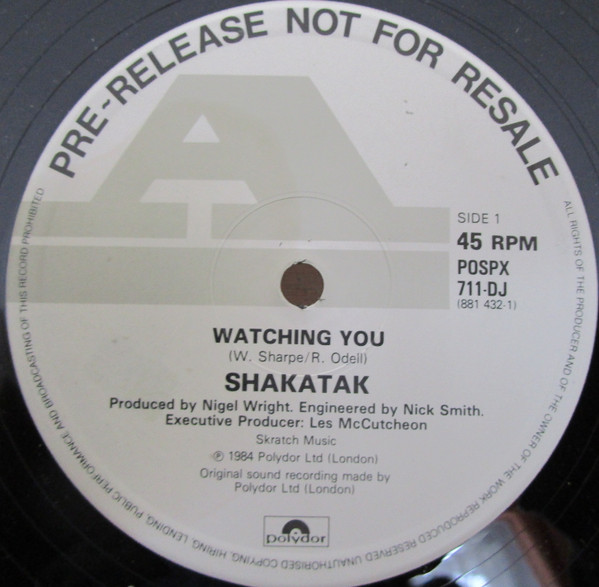 PRE-RELEASE NOT FOR RESALE
A
SIDE 1
45 RPM
POSPX
711-DJ
(881 432-1)
WATCHING YOU
(W. Sharpe/R. Odell)
SHAKATAK
Produced by Nigel Wright. Engineered by Nick Smith.
Executive Producer: Les McCutcheon
Skratch Music
℗ 1984 Polydor Ltd (London)
Original sound recording made by
Polydor Ltd (London)
polydor
ALL RIGHTS OF THE PRODUCER AND OF THE OWNER OF THE WORK REPRODUCED RESERVED. UNAUTHORISED COPYING, HIRING, LENDING, PUBLIC PERFORMANCE AND BROADCASTING OF THIS RECORD PROHIBITED